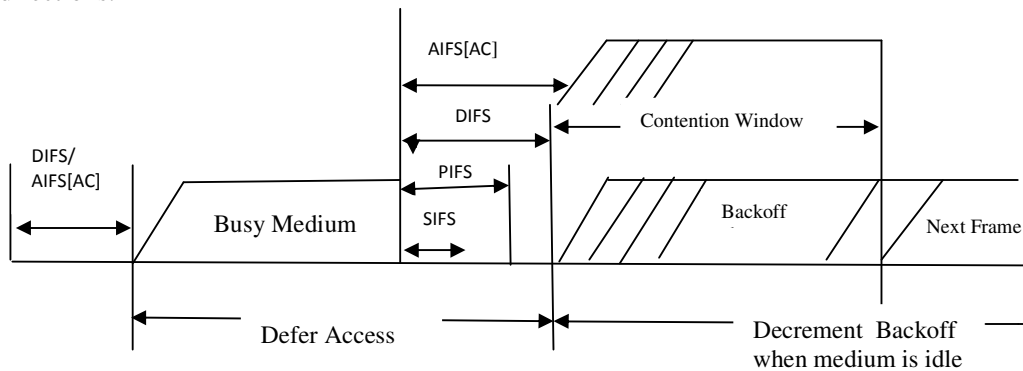 AIFS[AC]
DIFS
Contention Window
DIFS/
AIFS[AC]
PIFS
Busy Medium
SIFS
Backoff
Next Frame
Defer Access
Decrement Backoff
when medium is idle